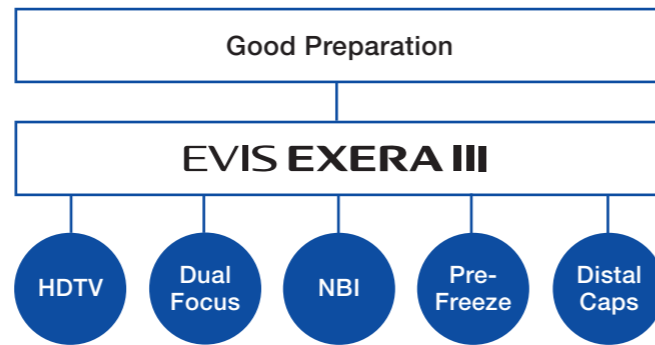 Good Preparation
EVIS EXERA III
HDTV
Dual
Focus
NBI
Pre-
Freeze
Distal
Caps